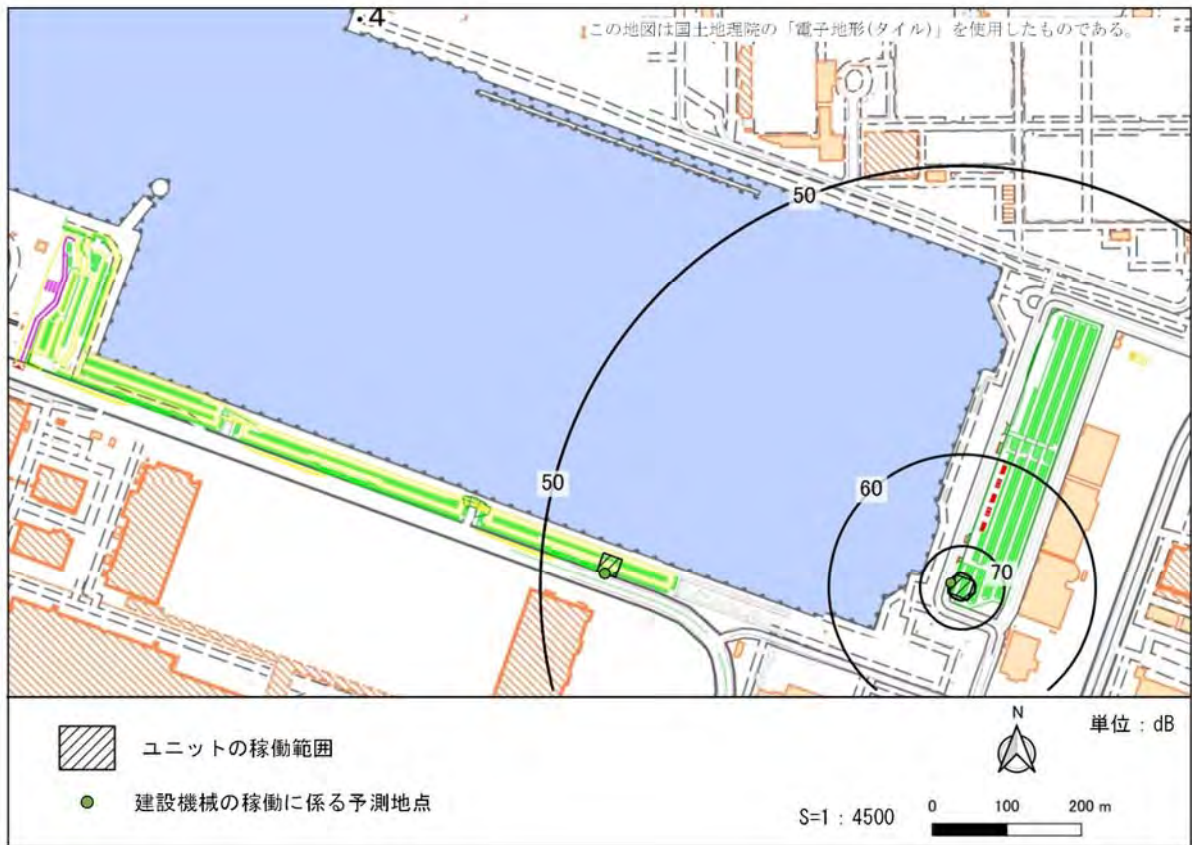 4
この地図は国土地理院の「電子地形(タイル)」を使用したものである。
50
50
60
70
ユニットの稼働範囲
建設機械の稼働に係る予測地点
N
単位：dB
S=1：4500
0 100 200 m